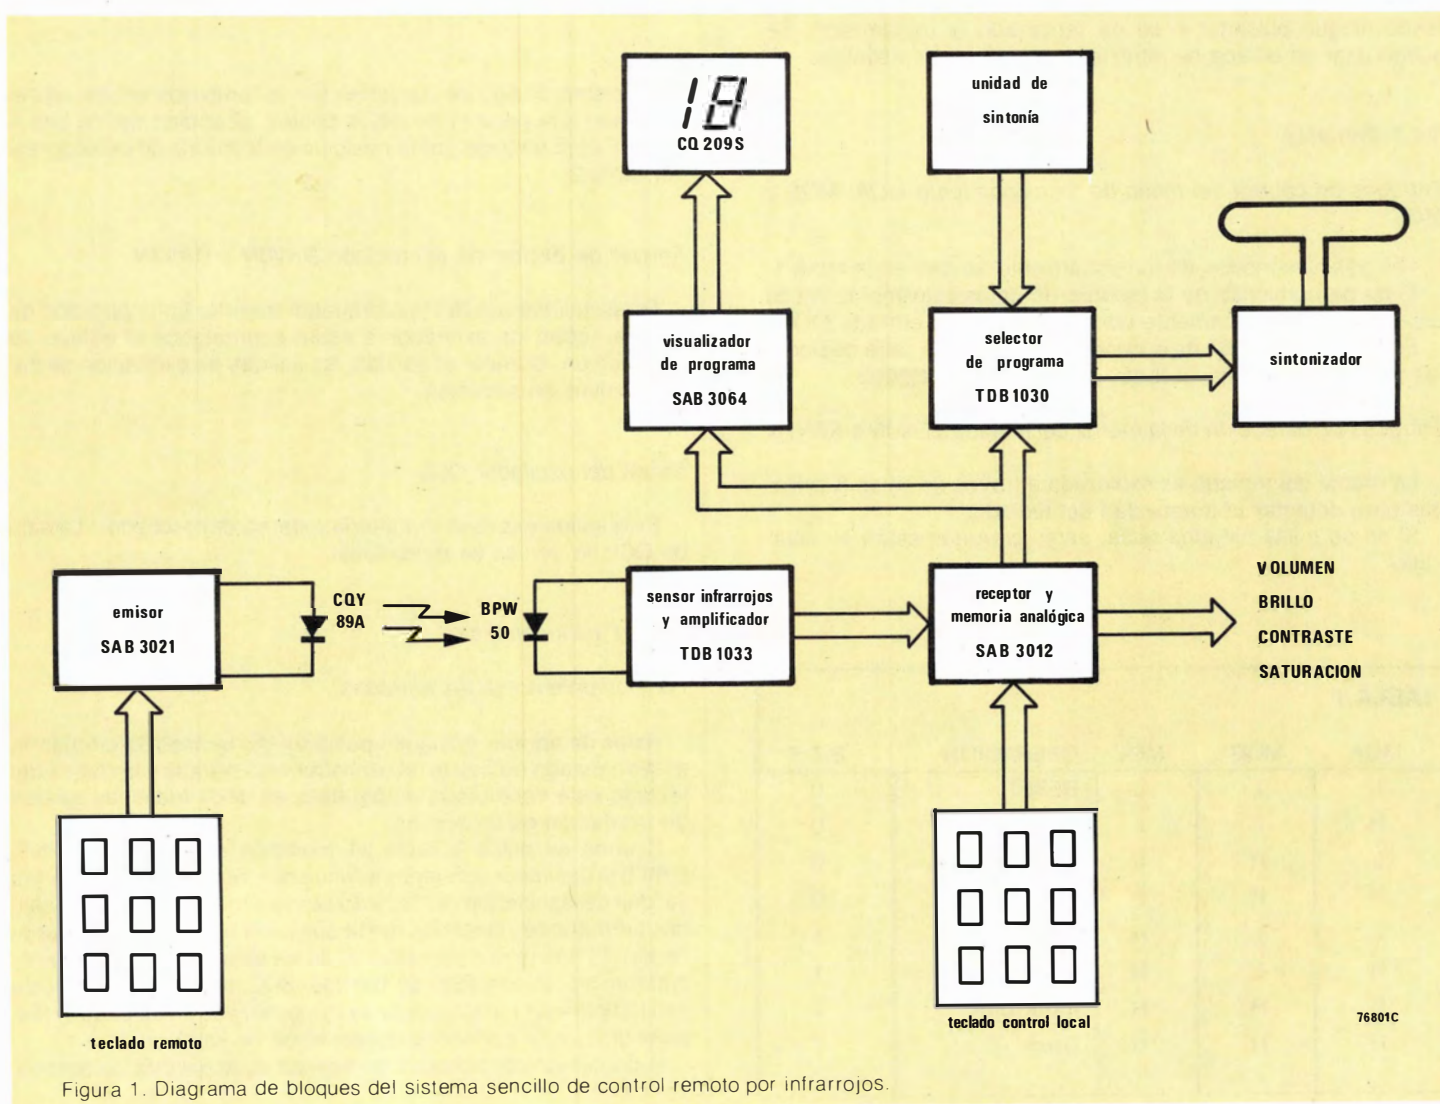 18
CQ 209S
unidad de
sintonía
visualizador
de programa
SAB 3064
selector
de programa
TDB 1030
sintonizador
emisor
SAB 3021
CQY
89A
BPW
50
sensor infrarrojos
y amplificador
TDB 1033
receptor y
memoria analógica
SAB 3012
VOLUMEN
BRILLO
CONTRASTE
SATURACION
teclado remoto
teclado control local
76801C
Figura 1. Diagrama de bloques del sistema sencillo de control remoto por infrarrojos.